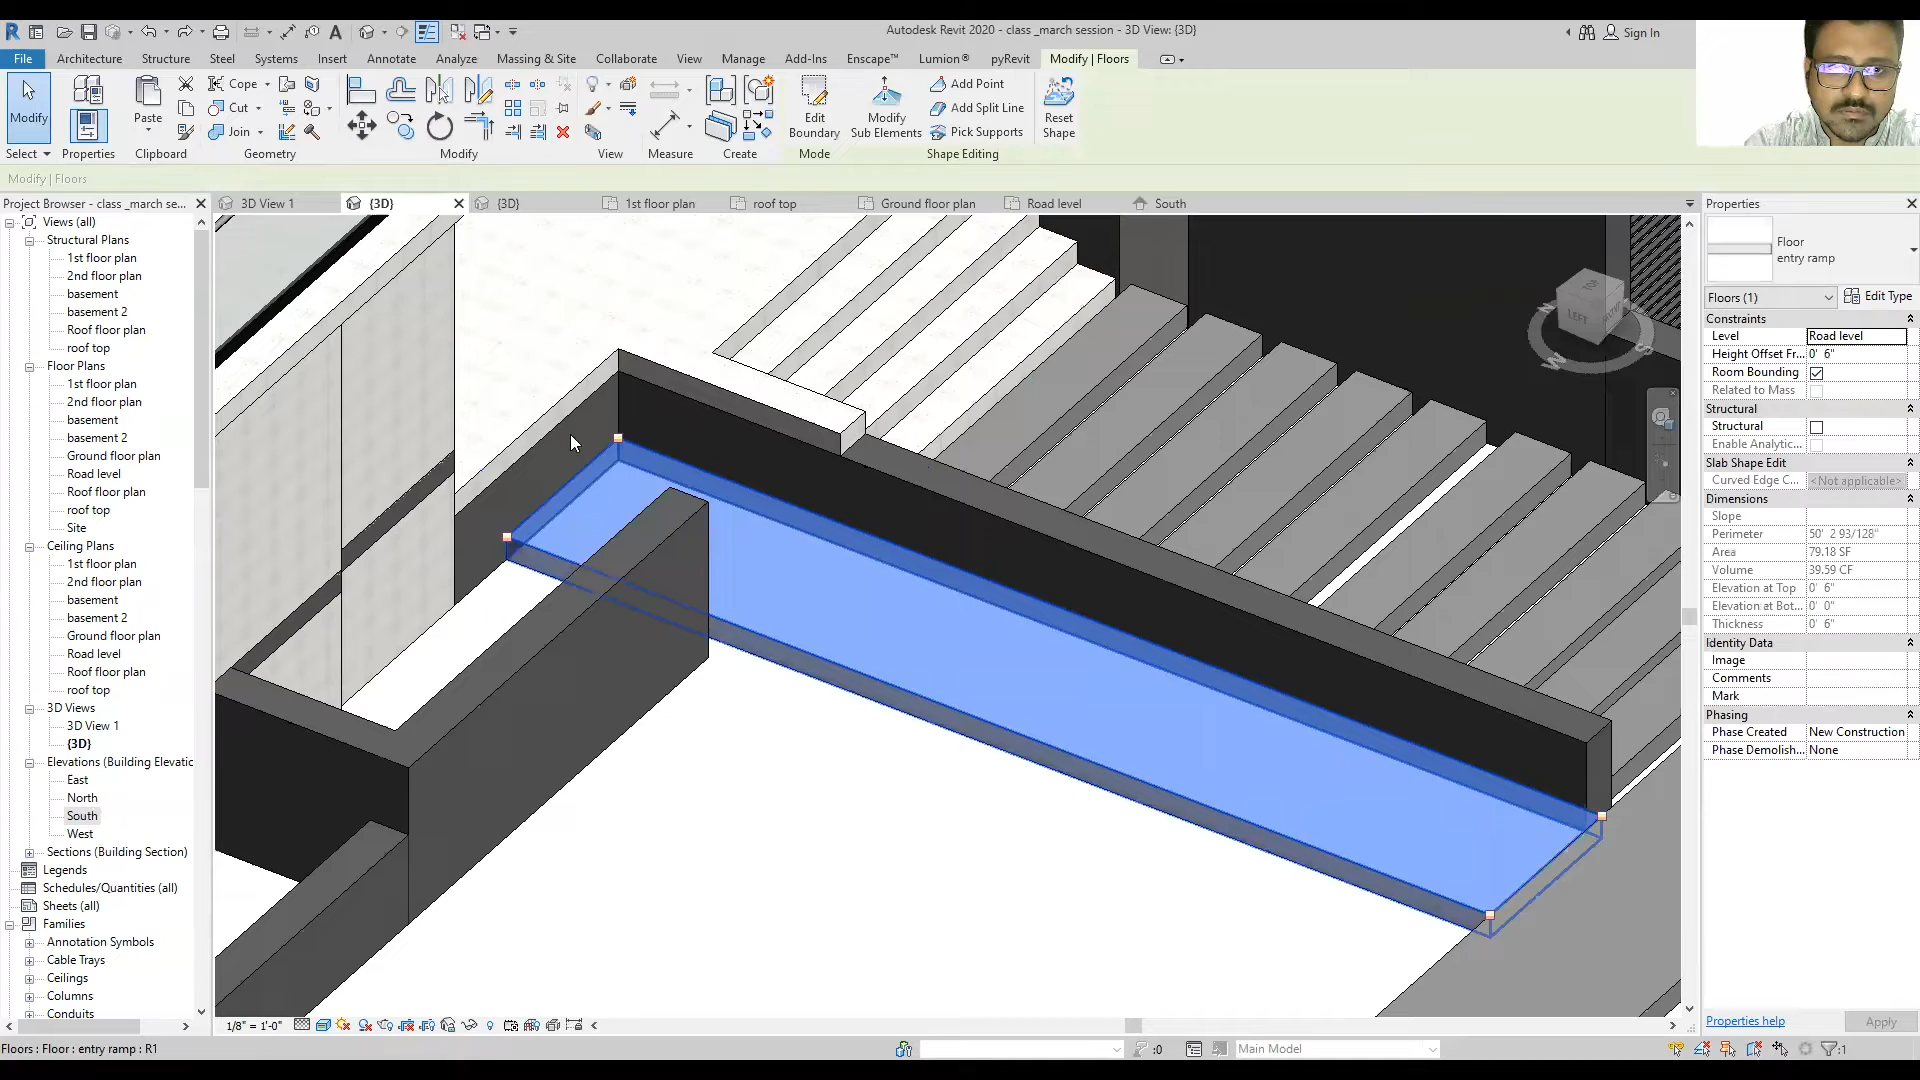 Autodesk Revit 2020 - class _march session - 3D View: {3D}
Sign In
File Architecture Structure Steel Systems Insert Annotate Analyze Massing & Site Collaborate View Manage Add-Ins Enscape™ Lumion® pyRevit Modify | Floors
Modify
Paste
Cope
Cut
Join
Edit Boundary
Modify Sub Elements
Add Point
Add Split Line
Pick Supports
Reset Shape
Select Properties Clipboard Geometry Modify View Measure Create Mode Shape Editing
Modify | Floors
Project Browser - class _march se...
3D View 1 {3D} {3D} 1st floor plan roof top Ground floor plan Road level South
Views (all)
Structural Plans
1st floor plan
2nd floor plan
basement
basement 2
Roof floor plan
roof top
Floor Plans
1st floor plan
2nd floor plan
basement
basement 2
Ground floor plan
Road level
Roof floor plan
roof top
Site
Ceiling Plans
1st floor plan
2nd floor plan
basement
basement 2
Ground floor plan
Road level
Roof floor plan
roof top
3D Views
3D View 1
{3D}
Elevations (Building Elevatic
East
North
South
West
Sections (Building Section)
Legends
Schedules/Quantities (all)
Sheets (all)
Families
Annotation Symbols
Cable Trays
Ceilings
Columns
Conduits
TOP
LEFT
Properties
Floor
entry ramp
Floors (1) Edit Type
Constraints
Level Road level
Height Offset Fr... 0' 6"
Room Bounding
Related to Mass
Structural
Structural
Enable Analytic...
Slab Shape Edit
Curved Edge C... <Not applicable>
Dimensions
Slope
Perimeter 50' 2 93/128"
Area 79.18 SF
Volume 39.59 CF
Elevation at Top 0' 6"
Elevation at Bot... 0' 0"
Thickness 0' 6"
Identity Data
Image
Comments
Mark
Phasing
Phase Created New Construction
Phase Demolish... None
Properties help Apply
1/8" = 1'-0"
Floors : Floor : entry ramp : R1
:0
Main Model
:1